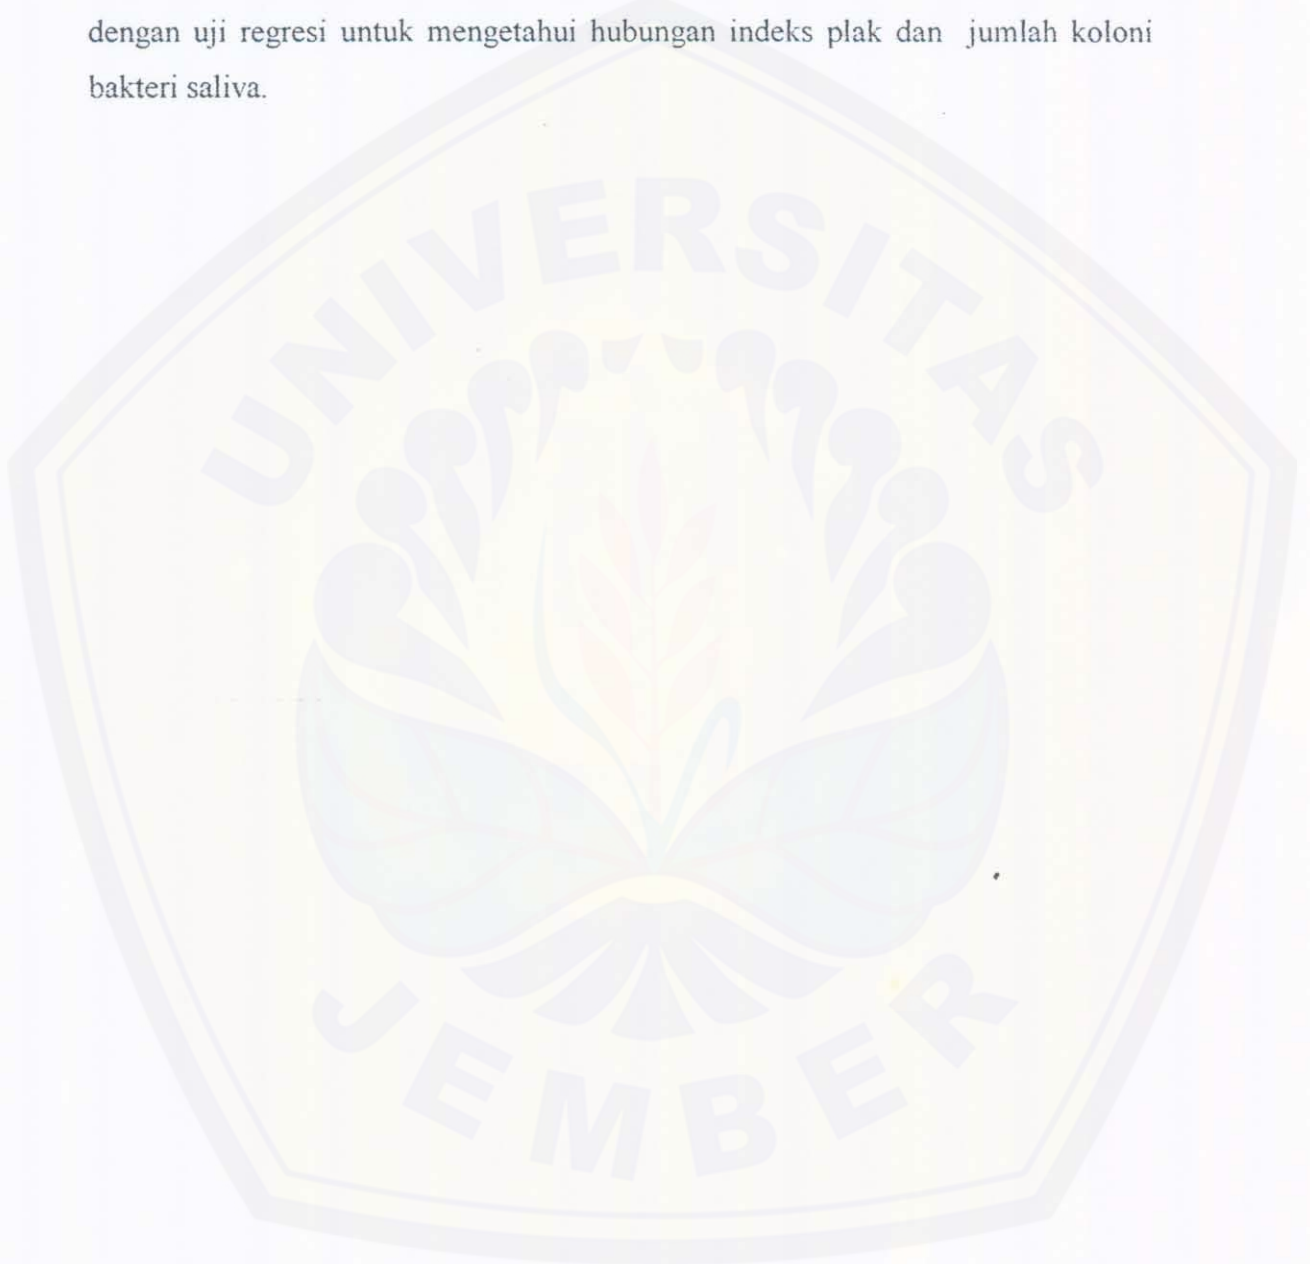 dengan uji regresi untuk mengetahui hubungan indeks plak dan jumlah koloni
bakteri saliva.
UNIVERSITAS
JEMBER